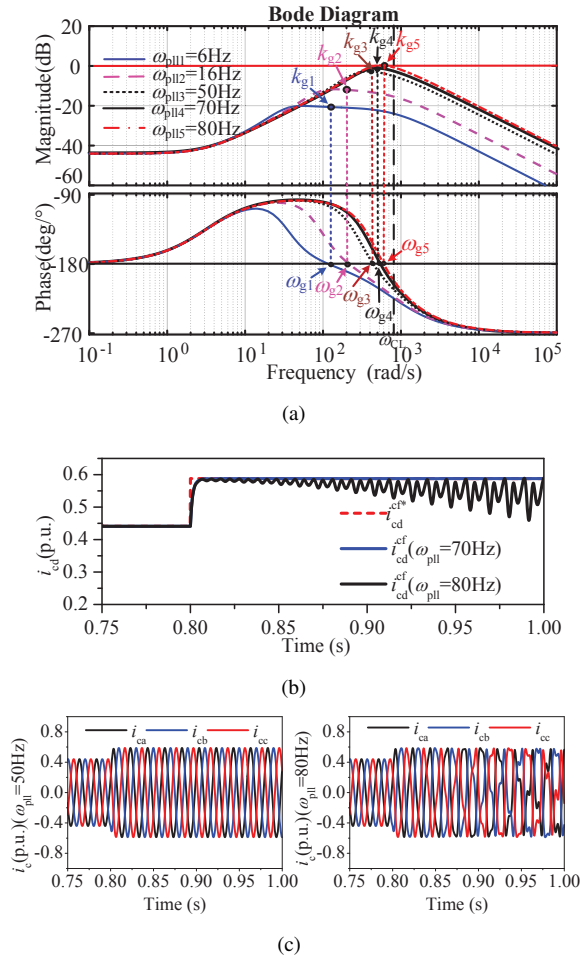 Bode Diagram
20
0
-20
-40
-60
Magnitude(dB)
ωpll1=6Hz
ωpll2=16Hz
ωpll3=50Hz
ωpll4=70Hz
ωpll5=80Hz
kg1
kg2
kg3
kg4
kg5
-90
-180
-270
Phase(deg/°)
ωg1
ωg2
ωg3
ωg4
ωg5
ωCL
10-1 100 101 102 103 104 105
Frequency (rad/s)
(a)
0.6
0.5
0.4
0.3
0.2
icd(p.u.)
icdcf*
icdcf(ωpll=70Hz)
icdcf(ωpll=80Hz)
0.75 0.80 0.85 0.90 0.95 1.00
Time (s)
(b)
ic(p.u.)(ωpll=50Hz)
0.8
0.4
0.0
-0.4
-0.8
ica icb icc
0.75 0.80 0.85 0.90 0.95 1.00
Time (s)
ic(p.u.)(ωpll=80Hz)
0.8
0.4
0.0
-0.4
-0.8
ica icb icc
0.75 0.80 0.85 0.90 0.95 1.00
Time (s)
(c)